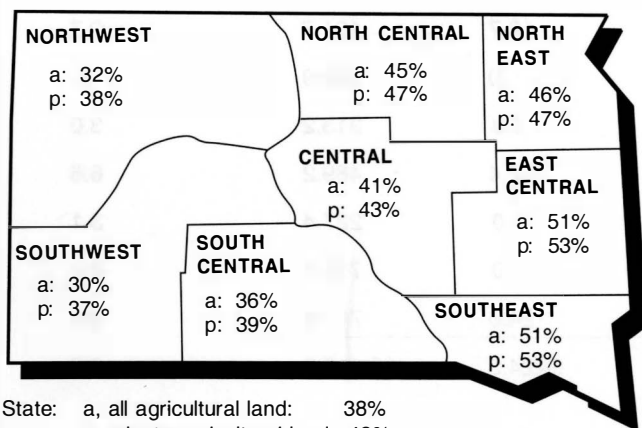 NORTHWEST
a: 32%
p: 38%
NORTH CENTRAL
a: 45%
p: 47%
NORTH
EAST
a: 46%
p: 47%
CENTRAL
a: 41%
p: 43%
EAST
CENTRAL
a: 51%
p: 53%
SOUTHWEST
a: 30%
p: 37%
SOUTH
CENTRAL
a: 36%
p: 39%
SOUTHEAST
a: 51%
p: 53%
State: a, all agricultural land: 38%